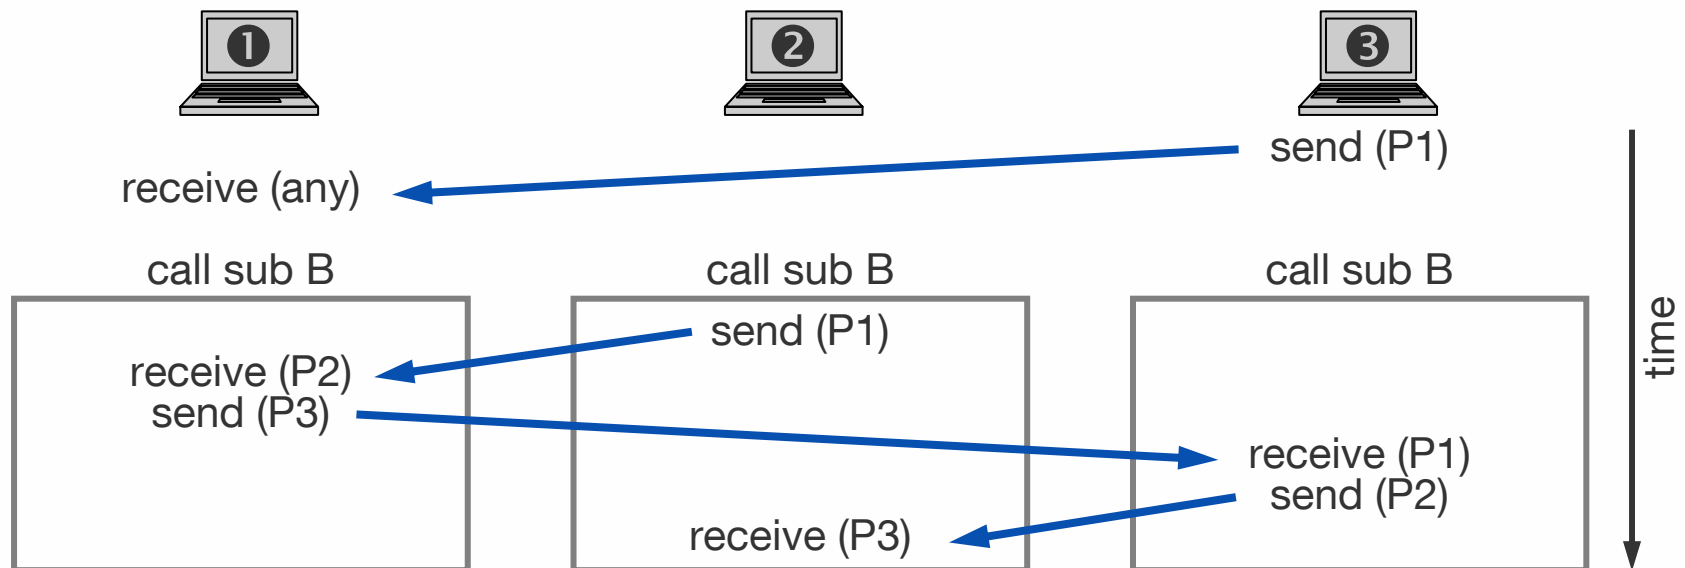 ❶ ❷ ❸
send (P1)
receive (any)
call sub B call sub B call sub B
send (P1)
receive (P2)
send (P3)
receive (P1)
send (P2)
receive (P3)
time